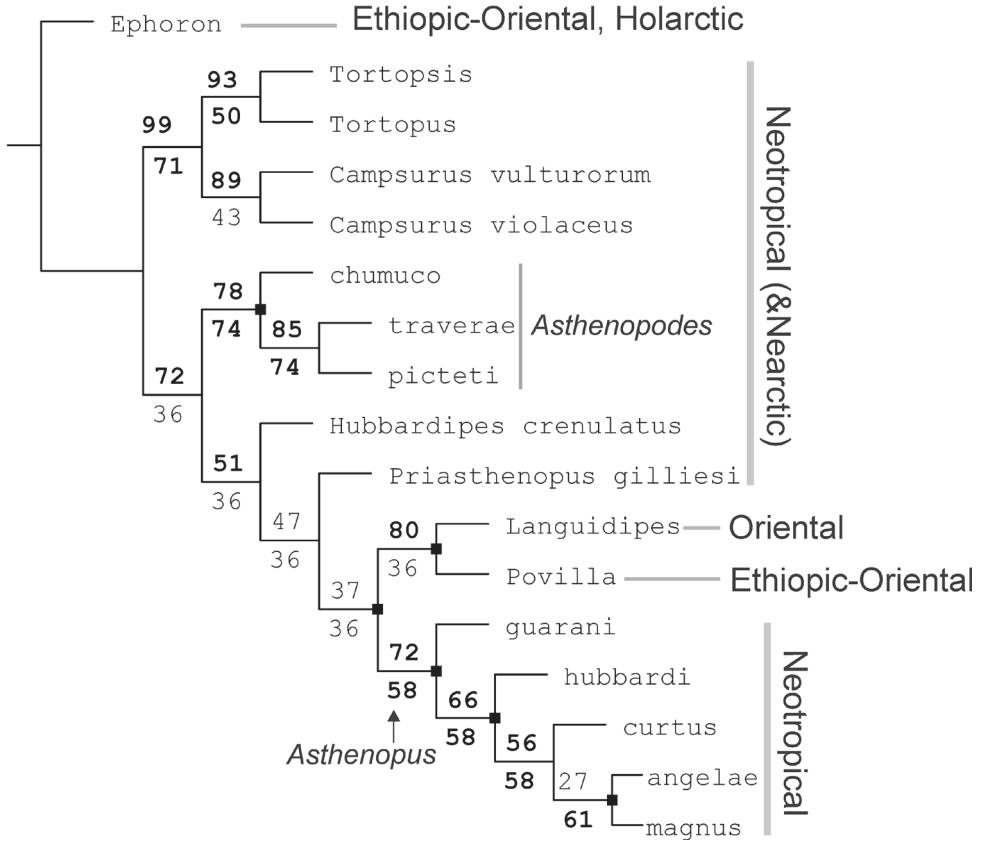 Ephoron
Ethiopic-Oriental, Holarctic
93
Tortopsis
50
Tortopus
99
71
89
Campsurus vulturorum
43
Campsurus violaceus
Neotropical (&Nearctic)
78
chumuco
74
85
traverae
Asthenopodes
74
picteti
72
36
Hubbardipes crenulatus
51
36
Priasthenopus gilliesi
47
36
80
Languidipes
Oriental
36
Povilla
Ethiopic-Oriental
37
36
guarani
72
58
Asthenopus
hubbardi
66
58
curtus
56
58
27
angelae
61
magnus
Neotropical